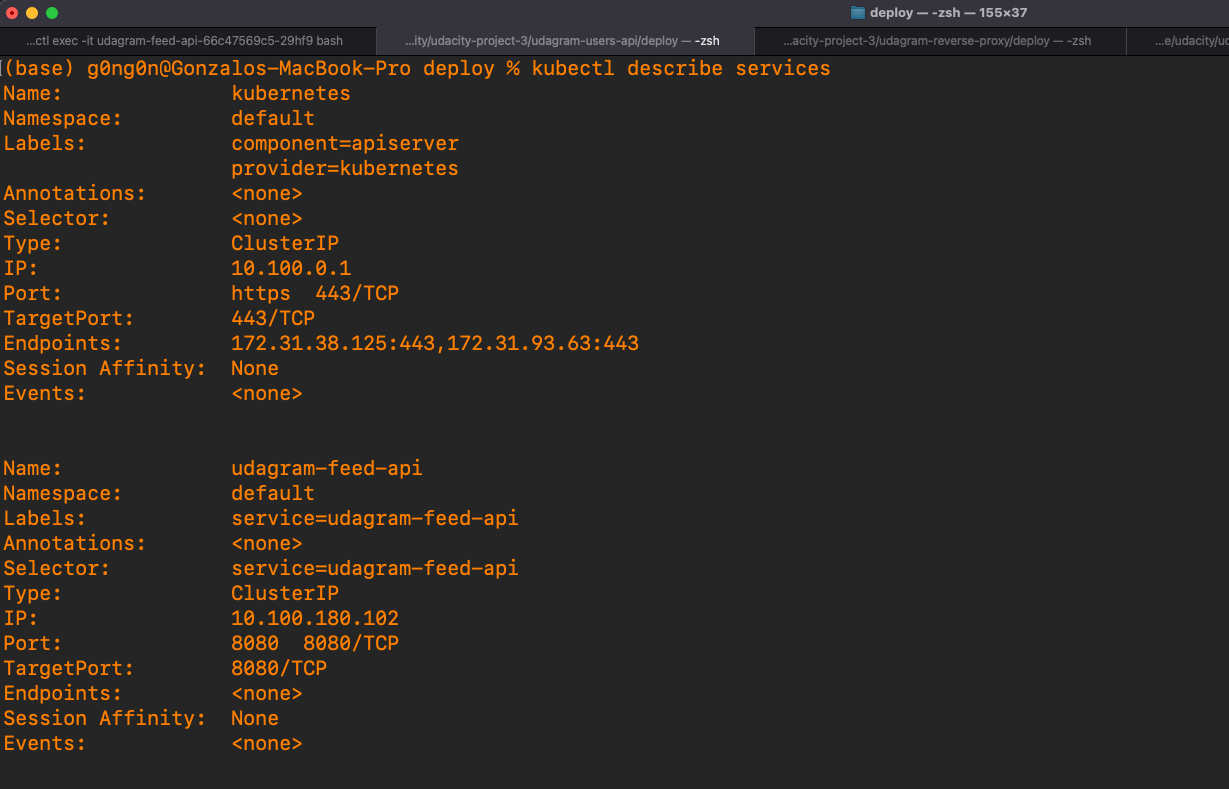 deploy — -zsh — 155×37
...ctl exec -it udagram-feed-api-66c47569c5-29hf9 bash
...ity/udacity-project-3/udagram-users-api/deploy — -zsh
...acity-project-3/udagram-reverse-proxy/deploy — -zsh
...e/udacity/ud
(base) g0ng0n@Gonzalos-MacBook-Pro deploy % kubectl describe services
Name: kubernetes
Namespace: default
Labels: component=apiserver
provider=kubernetes
Annotations: <none>
Selector: <none>
Type: ClusterIP
IP: 10.100.0.1
Port: https 443/TCP
TargetPort: 443/TCP
Endpoints: 172.31.38.125:443,172.31.93.63:443
Session Affinity: None
Events: <none>
Name: udagram-feed-api
Namespace: default
Labels: service=udagram-feed-api
Annotations: <none>
Selector: service=udagram-feed-api
Type: ClusterIP
IP: 10.100.180.102
Port: 8080 8080/TCP
TargetPort: 8080/TCP
Endpoints: <none>
Session Affinity: None
Events: <none>